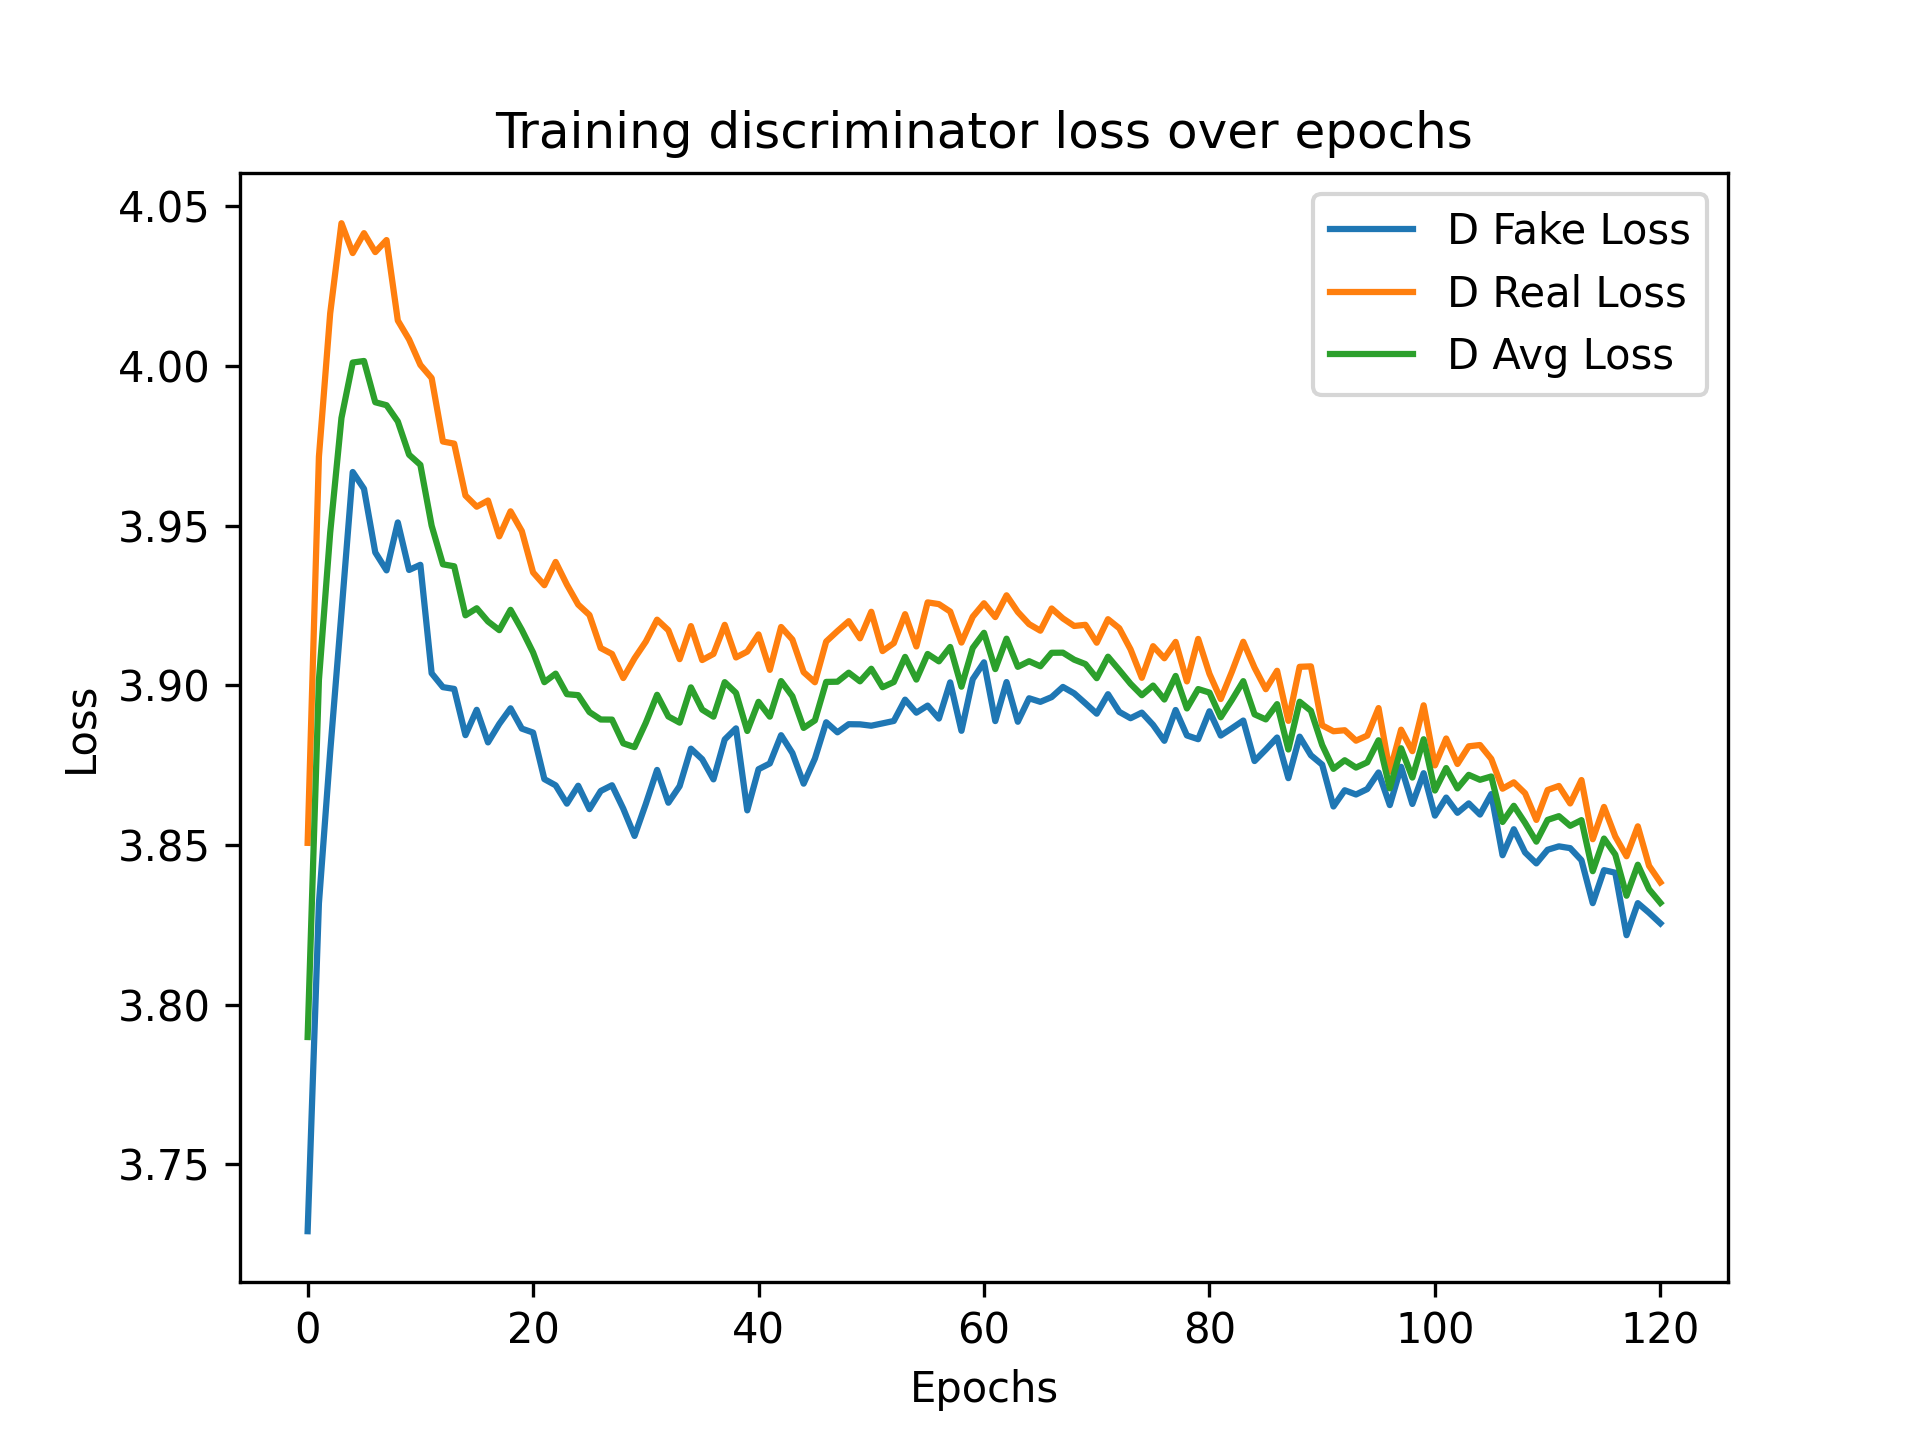 Training discriminator loss over epochs
D Fake Loss
D Real Loss
D Avg Loss
4.05
4.00
3.95
3.90
3.85
3.80
3.75
Loss
0 20 40 60 80 100 120
Epochs